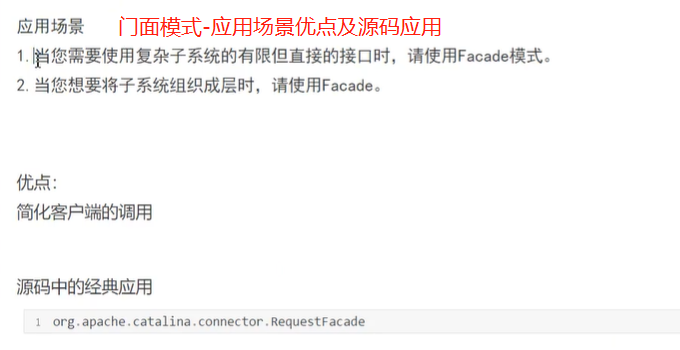 应用场景 门面模式-应用场景优点及源码应用
1. 当您需要使用复杂子系统的有限但直接的接口时，请使用Facade模式。
2. 当您想要将子系统组织成层时，请使用Facade。
优点：
简化客户端的调用
源码中的经典应用
1 org.apache.catalina.connector.RequestFacade